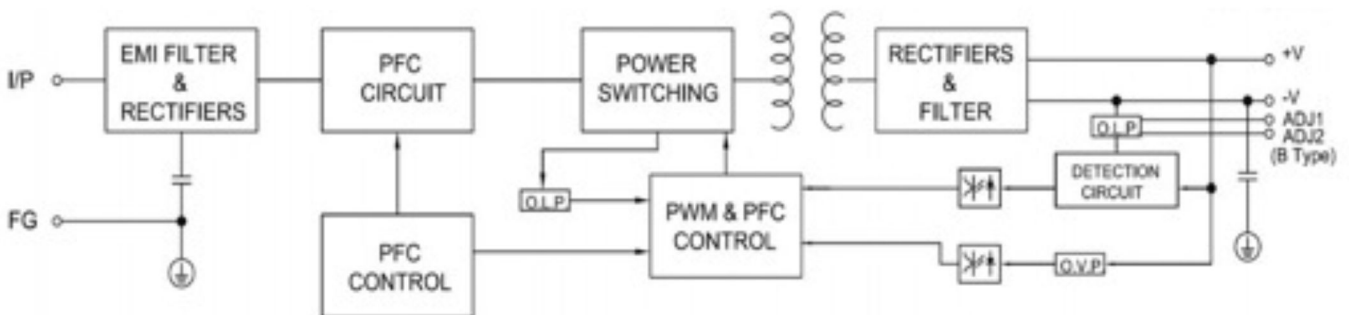 I/P
EMI FILTER
&
RECTIFIERS
PFC
CIRCUIT
POWER
SWITCHING
RECTIFIERS
&
FILTER
+V
-V
ADJ1
ADJ2
(B Type)
O.L.P
DETECTION
CIRCUIT
O.L.P
PWM & PFC
CONTROL
FG
PFC
CONTROL
O.V.P